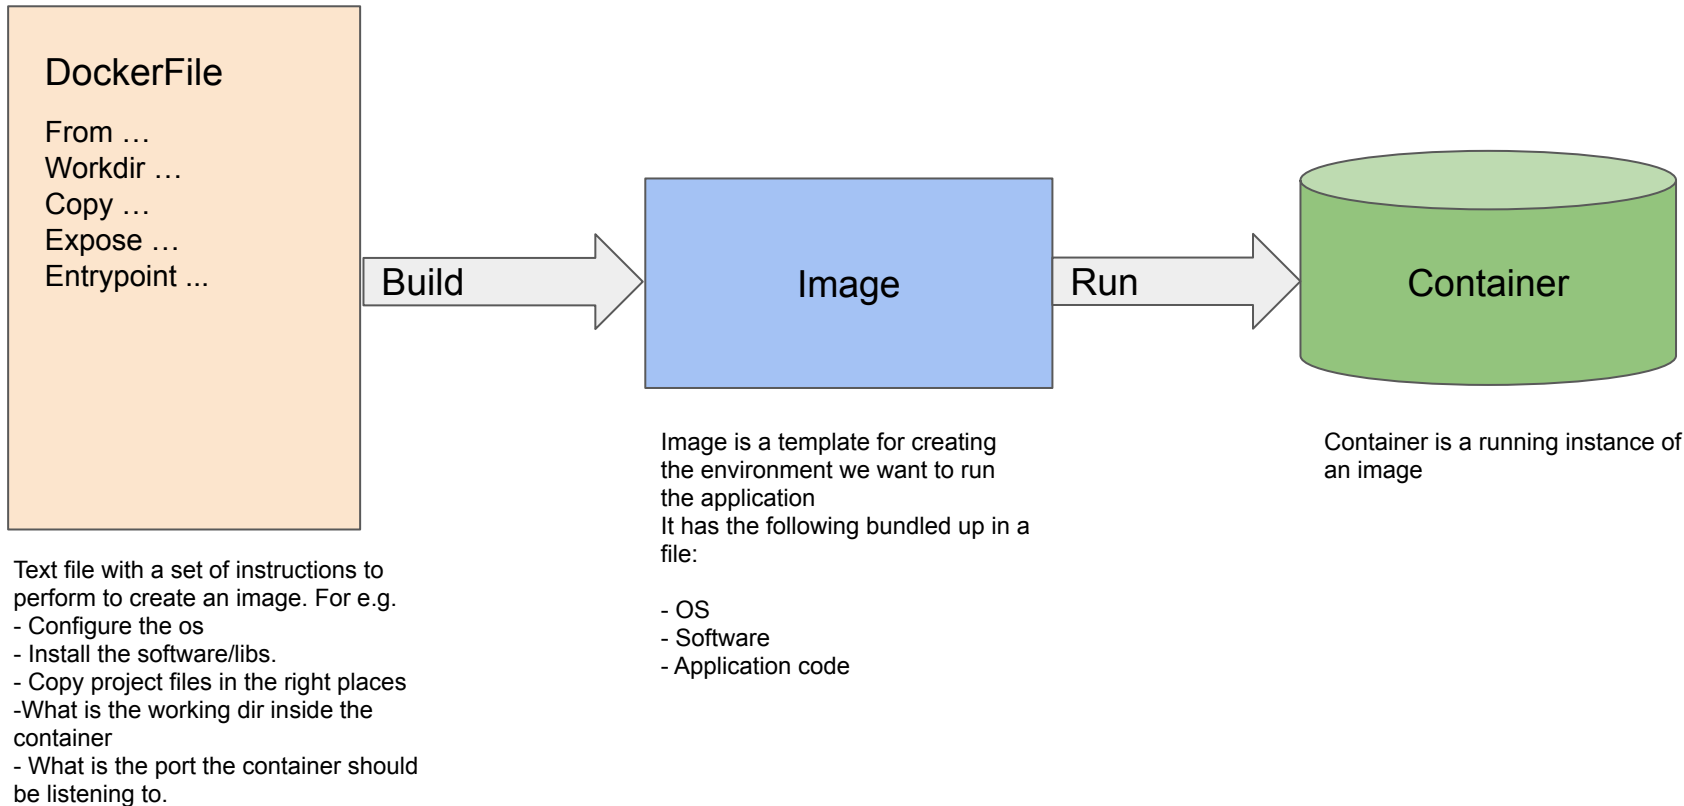 DockerFile
From …
Workdir …
Copy …
Expose …
Entrypoint ...
Build
Image
Run
Container
Text file with a set of instructions to
perform to create an image. For e.g.
- Configure the os
- Install the software/libs.
- Copy project files in the right places
-What is the working dir inside the
container
- What is the port the container should
be listening to.
Image is a template for creating
the environment we want to run
the application
It has the following bundled up in a
file:
- OS
- Software
- Application code
Container is a running instance of
an image